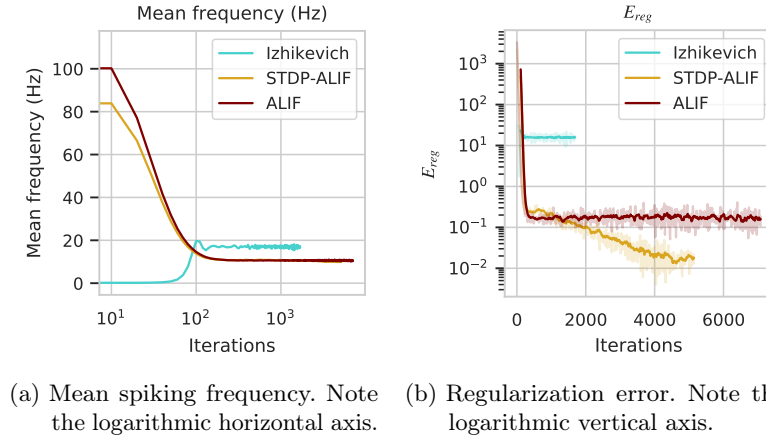 Mean frequency (Hz)
Mean frequency (Hz)
100
80
60
40
20
0
10^1
10^2
10^3
Iterations
Izhikevich
STDP-ALIF
ALIF
(a) Mean spiking frequency. Note
the logarithmic horizontal axis.
E_reg
E_reg
10^3
10^2
10^1
10^0
10^−1
10^−2
0
2000
4000
6000
Iterations
Izhikevich
STDP-ALIF
ALIF
(b) Regularization error. Note th
logarithmic vertical axis.